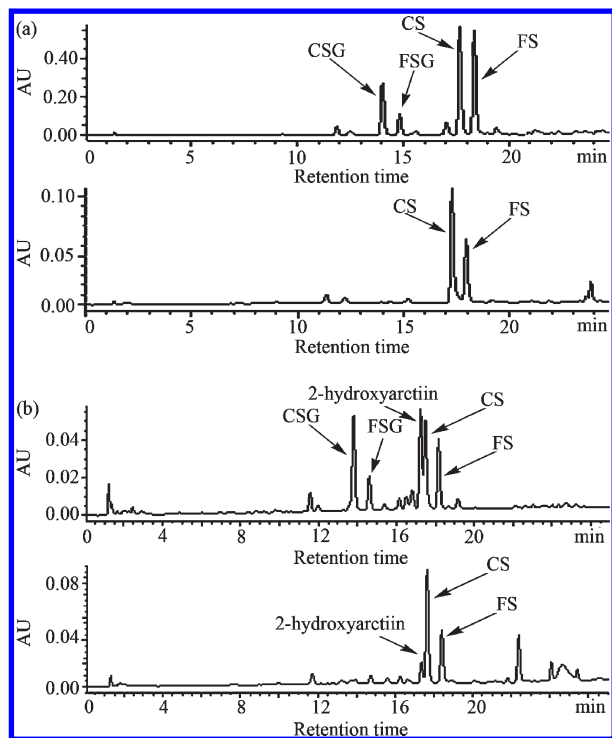 (a)
CS
FS
CSG
FSG
AU
0.40
0.20
0.00
0 5 10 15 20 min
Retention time
0.10
CS
FS
AU
0.05
0.00
0 5 10 15 20 min
Retention time
(b)
2-hydroxyarctiin
CS
CSG
FSG
FS
AU
0.04
0.02
0.00
0 4 8 12 16 20 min
Retention time
0.08
CS
FS
2-hydroxyarctiin
AU
0.04
0.00
0 4 8 12 16 20 min
Retention time